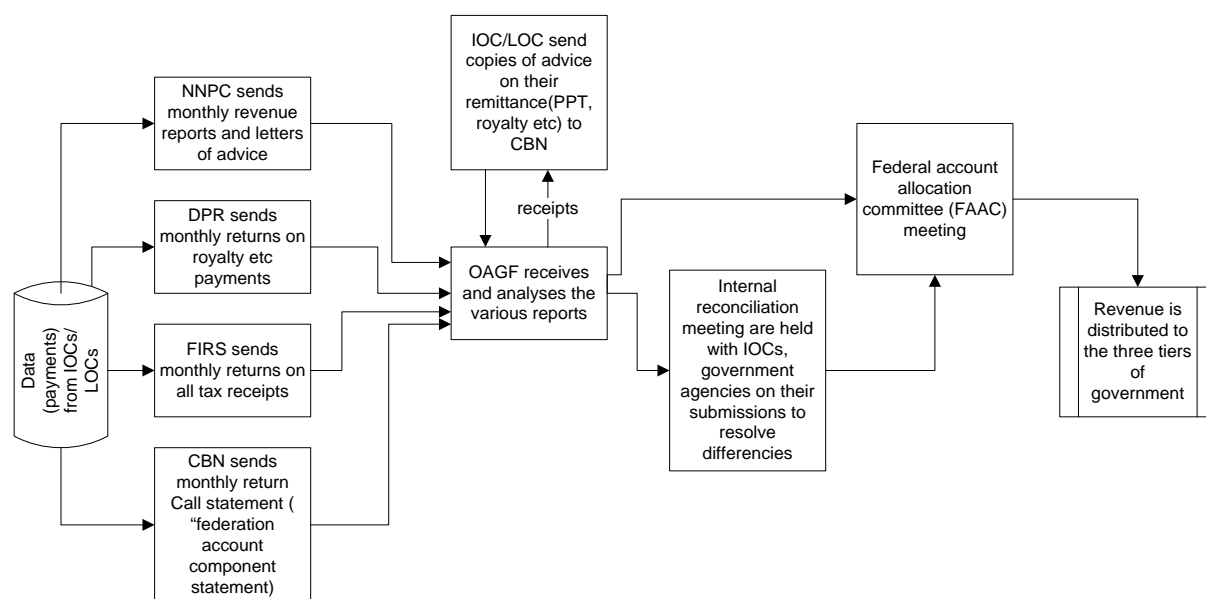 NNPC sends
monthly revenue
reports and letters
of advice
DPR sends
monthly returns on
royalty etc
payments
Data
(payments)
from IOCs/
LOCs
FIRS sends
monthly returns on
all tax receipts
CBN sends
monthly return
Call statement (
“federation
account
component
statement)
IOC/LOC send
copies of advice
on their
remittance(PPT,
royalty etc) to
CBN
receipts
OAGF receives
and analyses the
various reports
Internal
reconciliation
meeting are held
with IOCs,
government
agencies on their
submissions to
resolve
differencies
Federal account
allocation
committee (FAAC)
meeting
Revenue is
distributed to
the three tiers
of
government